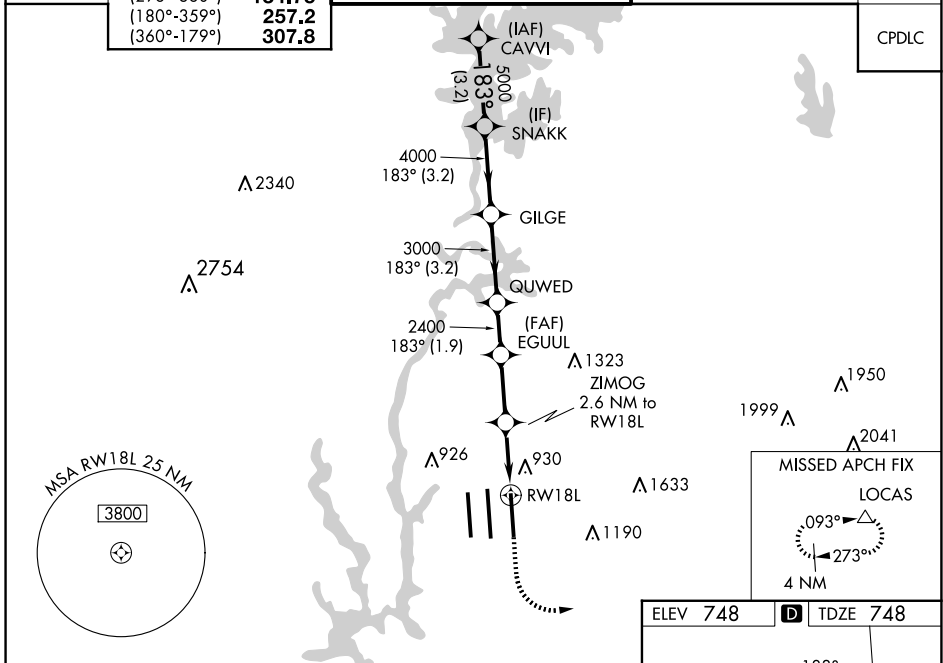 (180°-359°) 257.2
(360°-179°) 307.8
CPDLC
(IAF)
CAVVI
5000
183°
(3.2)
(IF)
SNAKK
4000
183° (3.2)
2340
GILGE
3000
183° (3.2)
2754
QUWED
2400
183° (1.9)
(FAF)
EGUUL
1323
ZIMOG
2.6 NM to
RW18L
1950
1999
2041
926
930
1633
RW18L
1190
MSA RW18L 25 NM
3800
MISSED APCH FIX
LOCAS
093°
273°
4 NM
ELEV 748 D TDZE 748